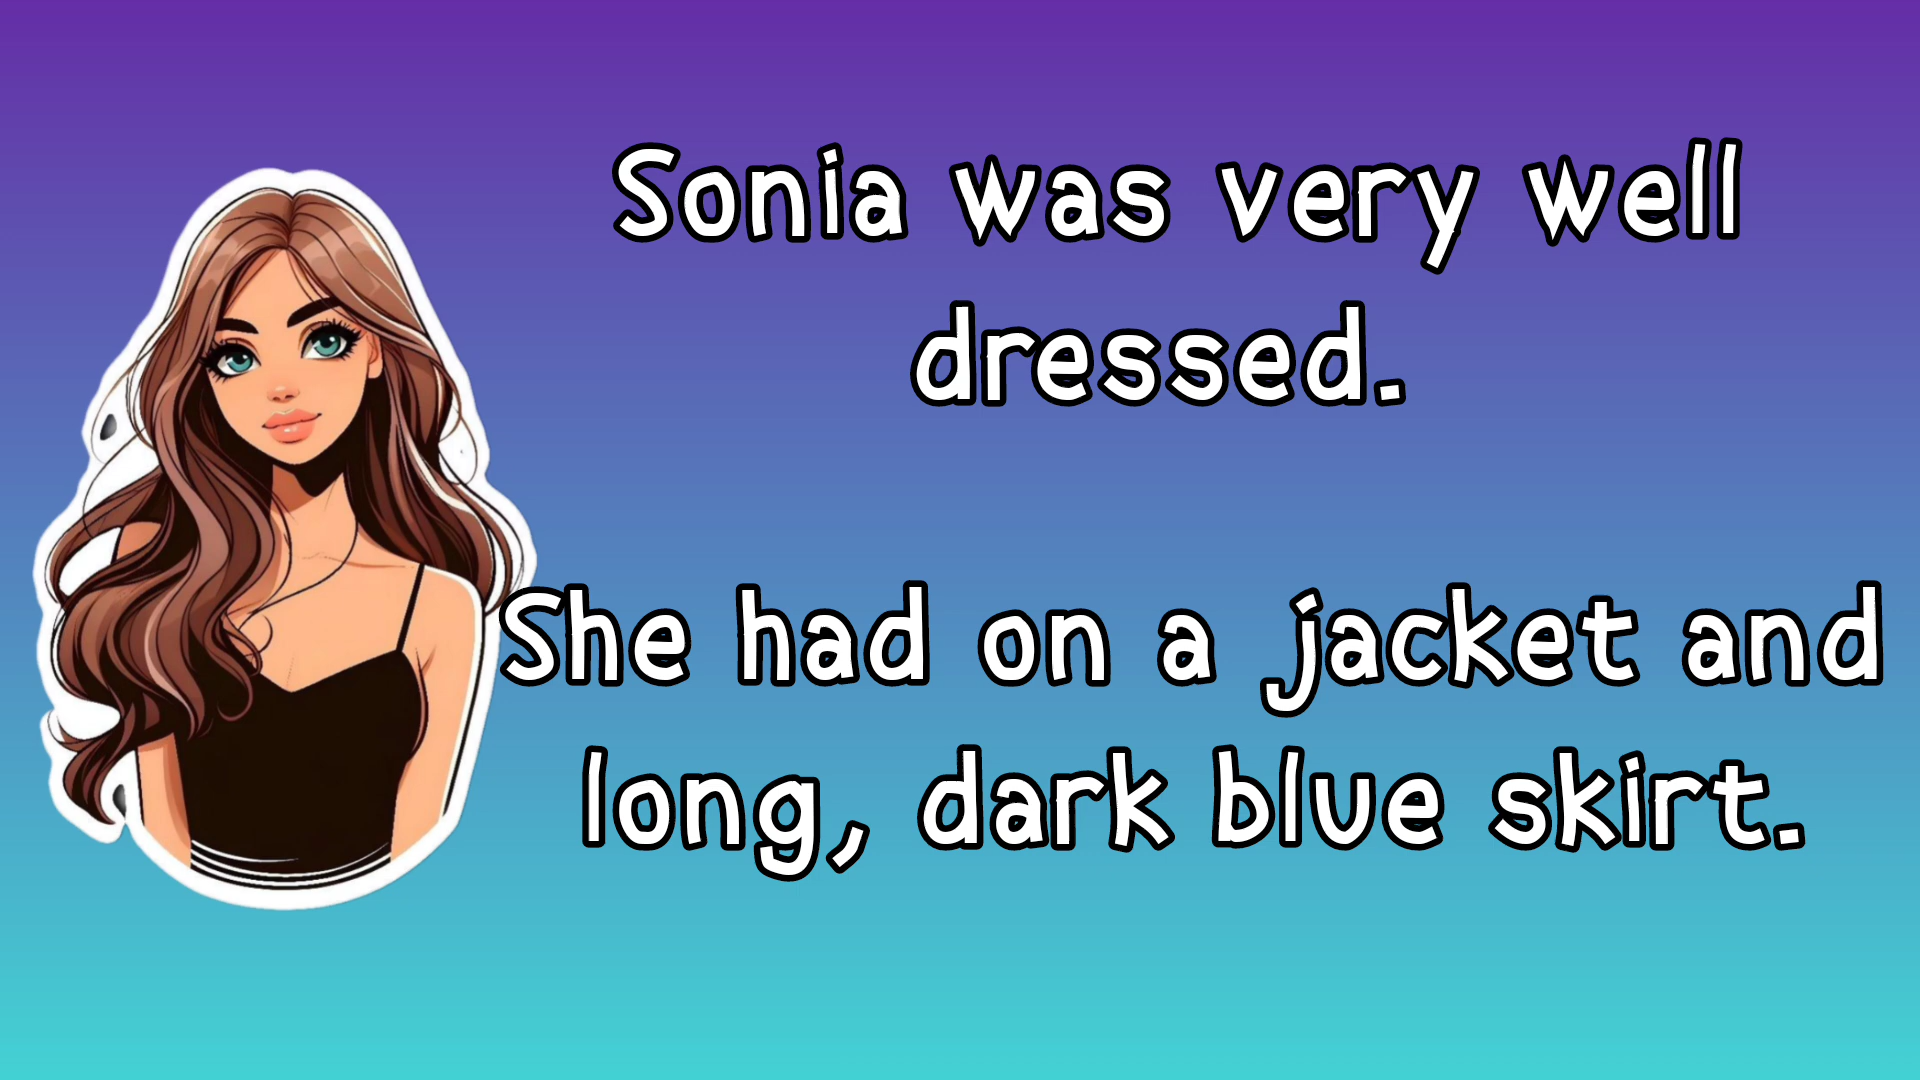 Sonia was very well
dressed.
She had on a jacket and
long, dark blue skirt.